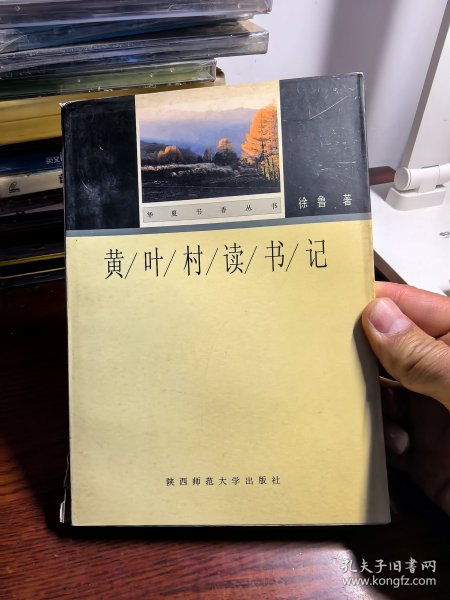 华夏书香丛书
徐鲁 著
黄/叶/村/读/书/记
陕西师范大学出版社
孔夫子旧书网
www.kongfz.com